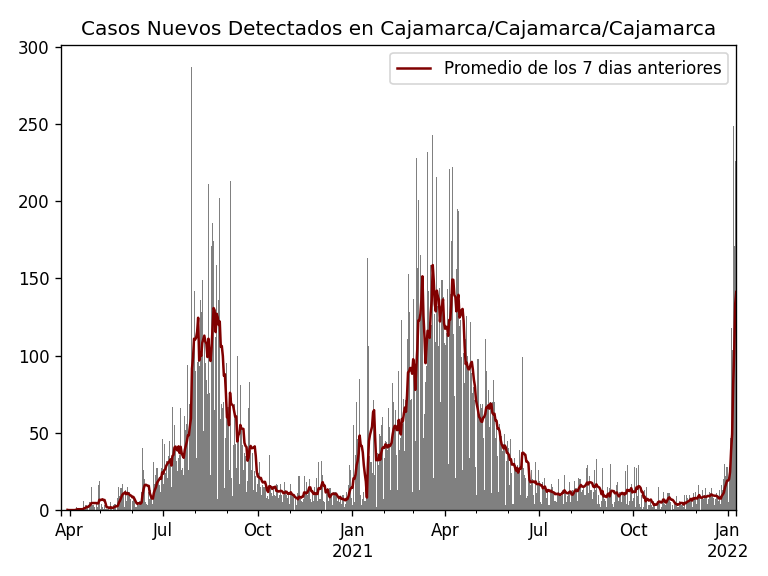 Casos Nuevos Detectados en Cajamarca/Cajamarca/Cajamarca
Promedio de los 7 dias anteriores
300
250
200
150
100
50
0
Apr Jul Oct Jan Apr Jul Oct Jan
2021 2022